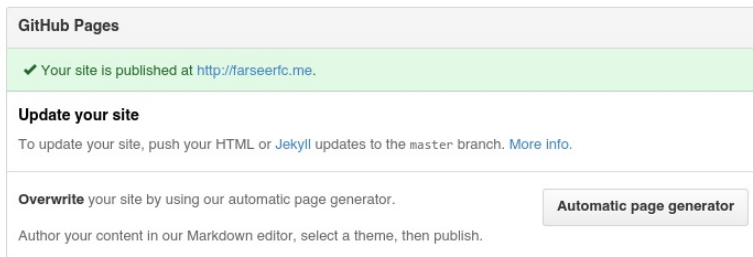 GitHub Pages
✔ Your site is published at http://farseerfc.me.
Update your site
To update your site, push your HTML or Jekyll updates to the master branch. More info.
Overwrite your site by using our automatic page generator.
Automatic page generator
Author your content in our Markdown editor, select a theme, then publish.